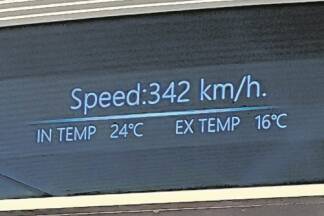 Speed:342 km/h.
IN TEMP 24℃ EX TEMP 16℃